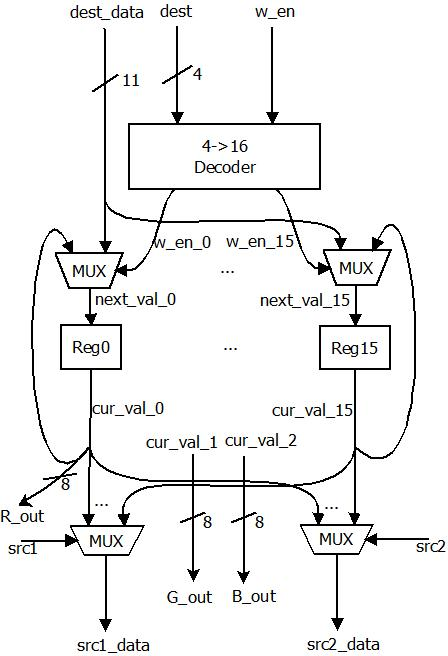 dest_data dest w_en
11 4
4->16
Decoder
w_en_0 w_en_15
...
MUX MUX
next_val_0 next_val_15
Reg0 ... Reg15
cur_val_0 cur_val_15
cur_val_1 cur_val_2
8
... ...
R_out 8 8
src1 MUX MUX src2
G_out B_out
src1_data src2_data